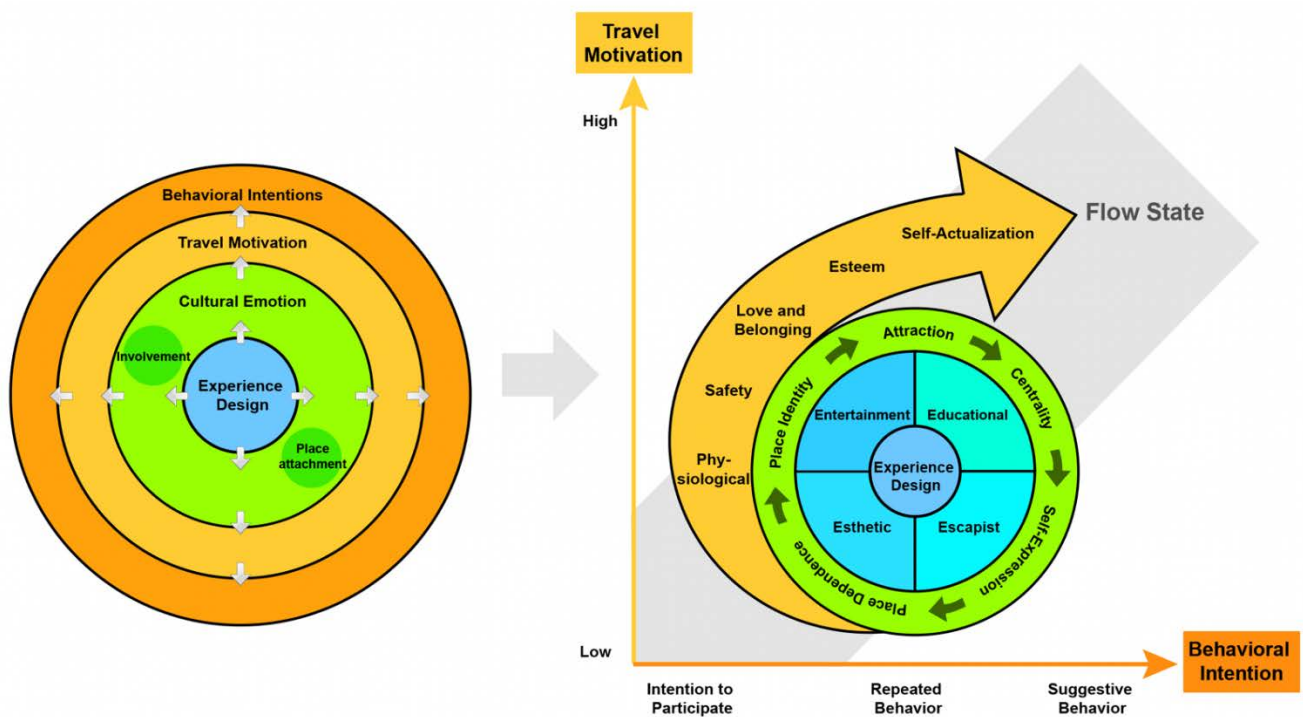 Behavioral Intentions
Travel Motivation
Cultural Emotion
Involvement
Experience
Design
Place
attachment
Travel
Motivation
High
Low
Flow State
Self-Actualization
Esteem
Love and
Belonging
Safety
Phy-
siological
Attraction
Centrality
Self-Expression
Place Dependence
Place Identity
Entertainment
Educational
Experience
Design
Esthetic
Escapist
Intention to
Participate
Repeated
Behavior
Suggestive
Behavior
Behavioral
Intention